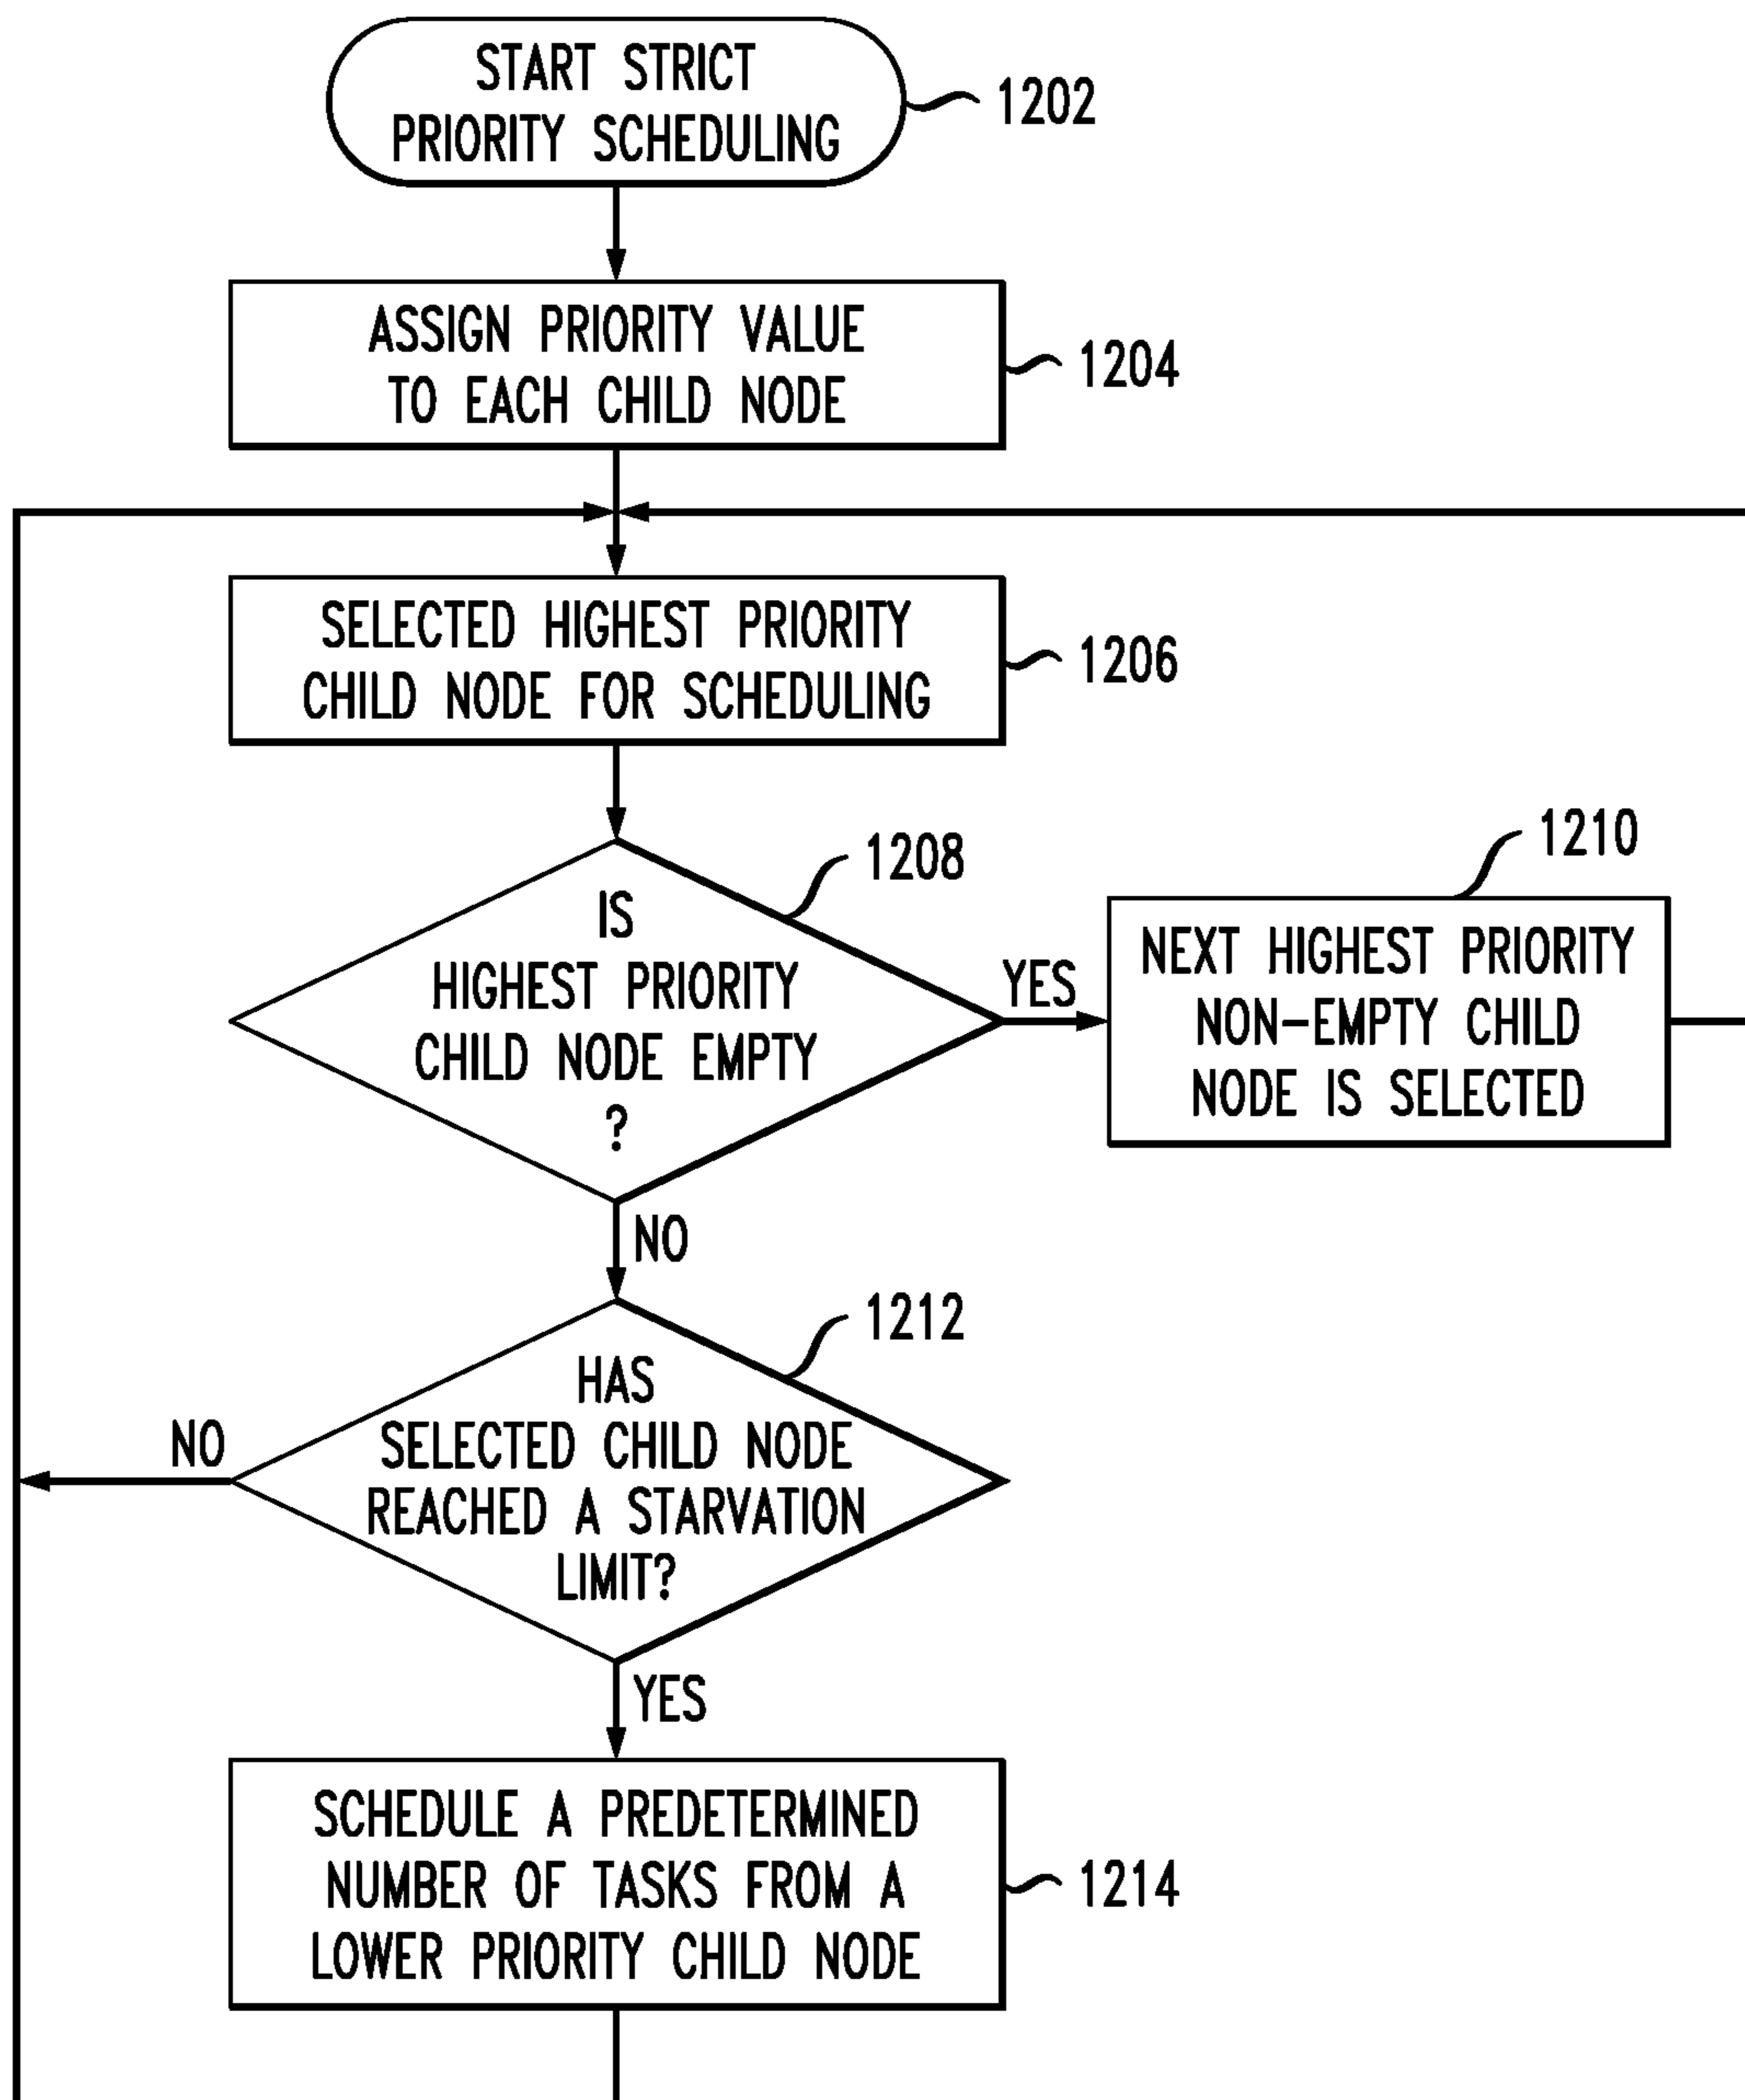 START STRICT
PRIORITY SCHEDULING
1202
ASSIGN PRIORITY VALUE
TO EACH CHILD NODE
1204
SELECTED HIGHEST PRIORITY
CHILD NODE FOR SCHEDULING
1206
1208
IS
HIGHEST PRIORITY
CHILD NODE EMPTY
?
YES
1210
NEXT HIGHEST PRIORITY
NON-EMPTY CHILD
NODE IS SELECTED
NO
1212
HAS
SELECTED CHILD NODE
REACHED A STARVATION
LIMIT?
NO
YES
SCHEDULE A PREDETERMINED
NUMBER OF TASKS FROM A
LOWER PRIORITY CHILD NODE
1214